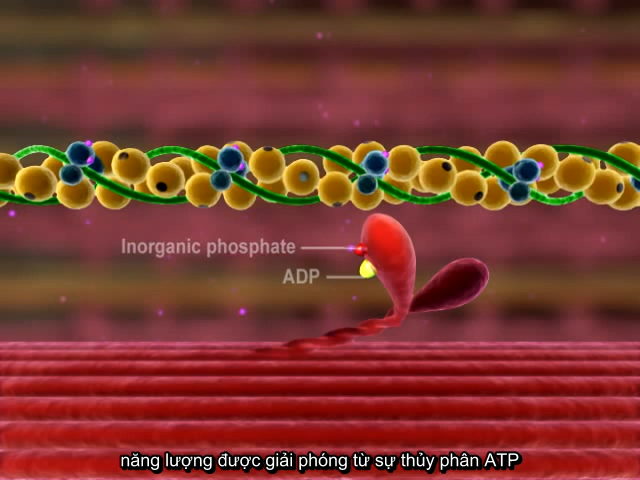 Inorganic phosphate
ADP
năng lượng được giải phóng từ sự thủy phân ATP